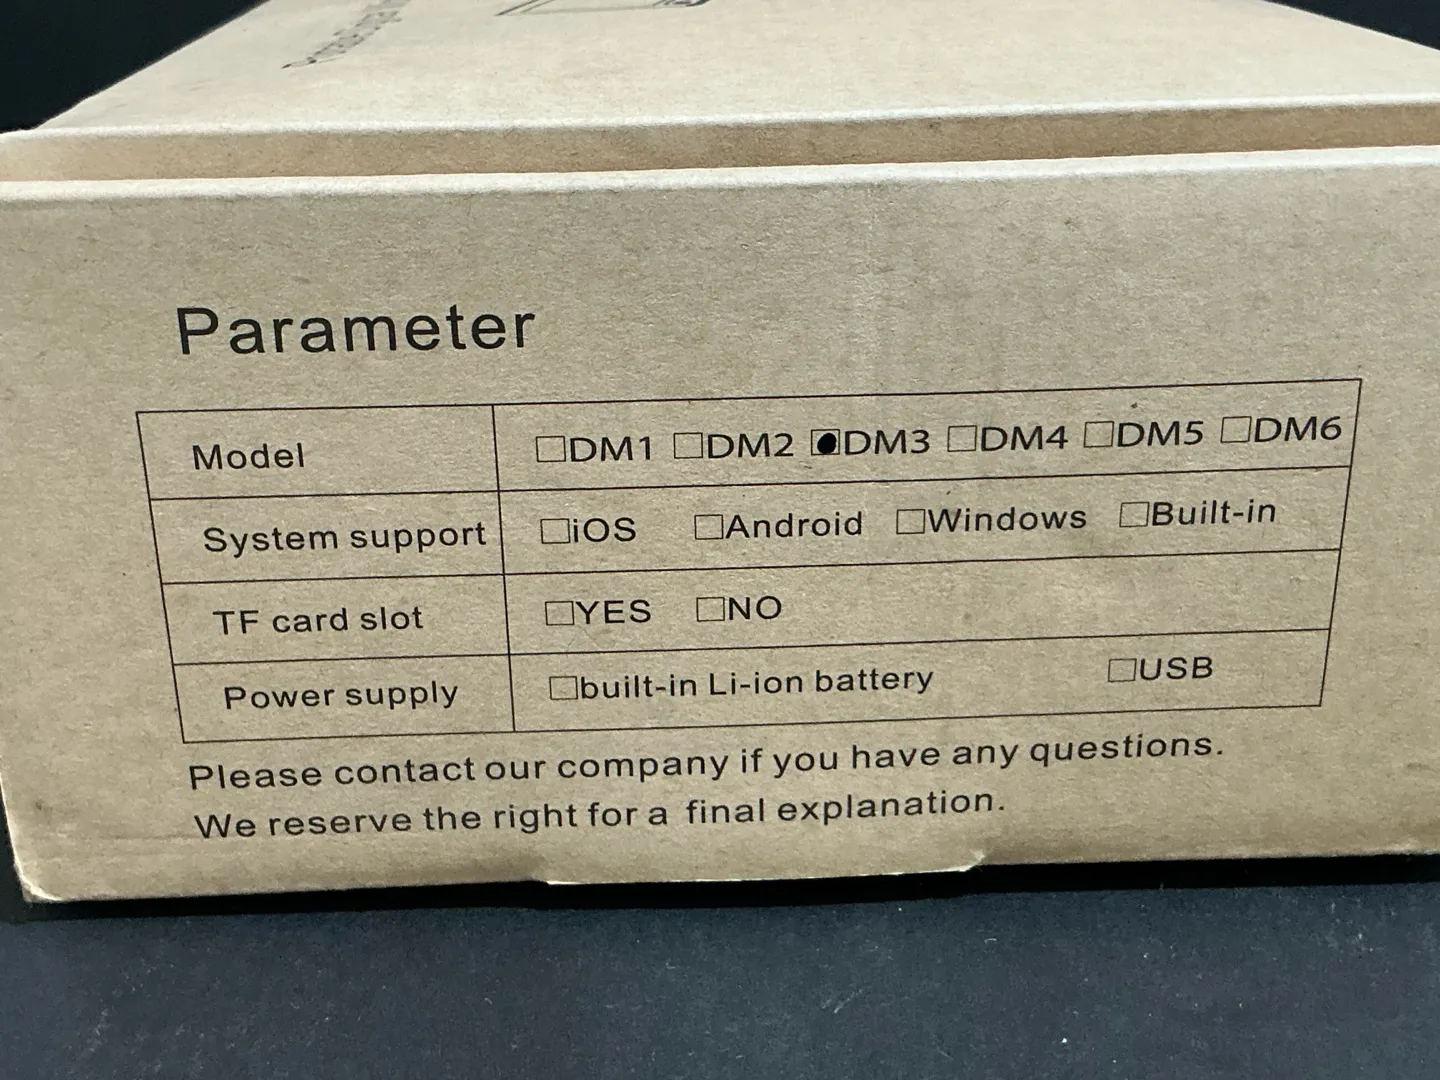 Parameter
Model ☐DM1 ☐DM2 ☑DM3 ☐DM4 ☐DM5 ☐DM6
System support ☐iOS ☐Android ☐Windows ☐Built-in
TF card slot ☐YES ☐NO
Power supply ☐built-in Li-ion battery ☐USB
Please contact our company if you have any questions.
We reserve the right for a final explanation.